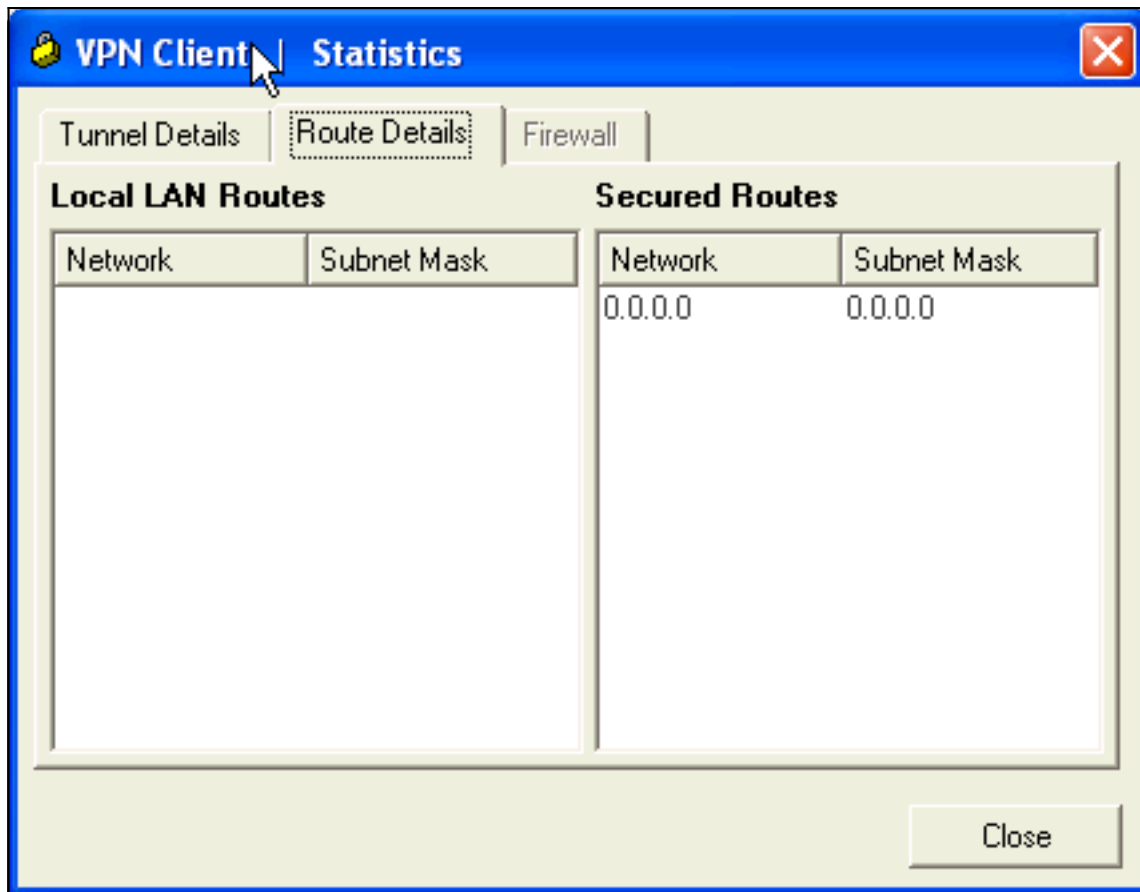 VPN Client | Statistics
Tunnel Details Route Details Firewall
Local LAN Routes Secured Routes
Network Subnet Mask Network Subnet Mask
0.0.0.0 0.0.0.0
Close